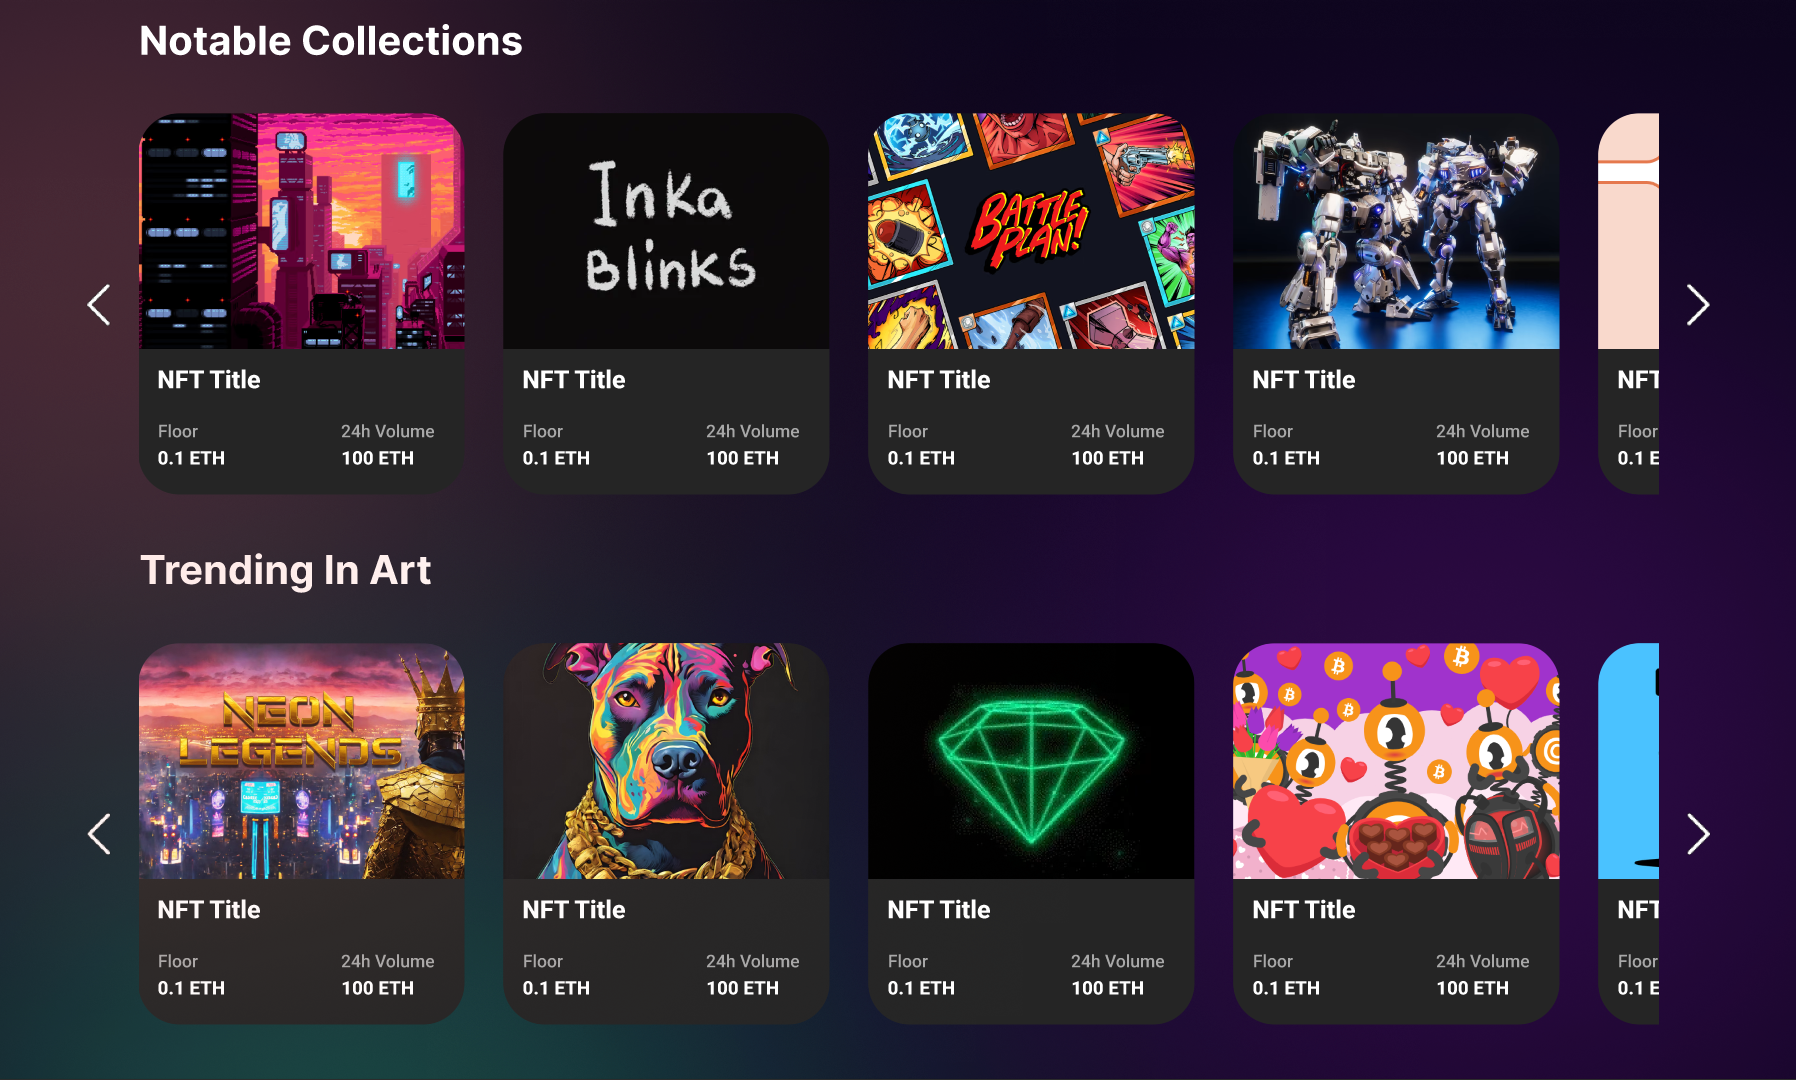 Notable Collections
Inka
Blinks
BATTLE
PLAN!
NFT Title
NFT Title
NFT Title
NFT Title
NFT
Floor
24h Volume
Floor
24h Volume
Floor
24h Volume
Floor
24h Volume
Floor
0.1 ETH
100 ETH
0.1 ETH
100 ETH
0.1 ETH
100 ETH
0.1 ETH
100 ETH
0.1 E
Trending In Art
NEON
LEGENDS
NFT Title
NFT Title
NFT Title
NFT Title
NFT
Floor
24h Volume
Floor
24h Volume
Floor
24h Volume
Floor
24h Volume
Floor
0.1 ETH
100 ETH
0.1 ETH
100 ETH
0.1 ETH
100 ETH
0.1 ETH
100 ETH
0.1 E